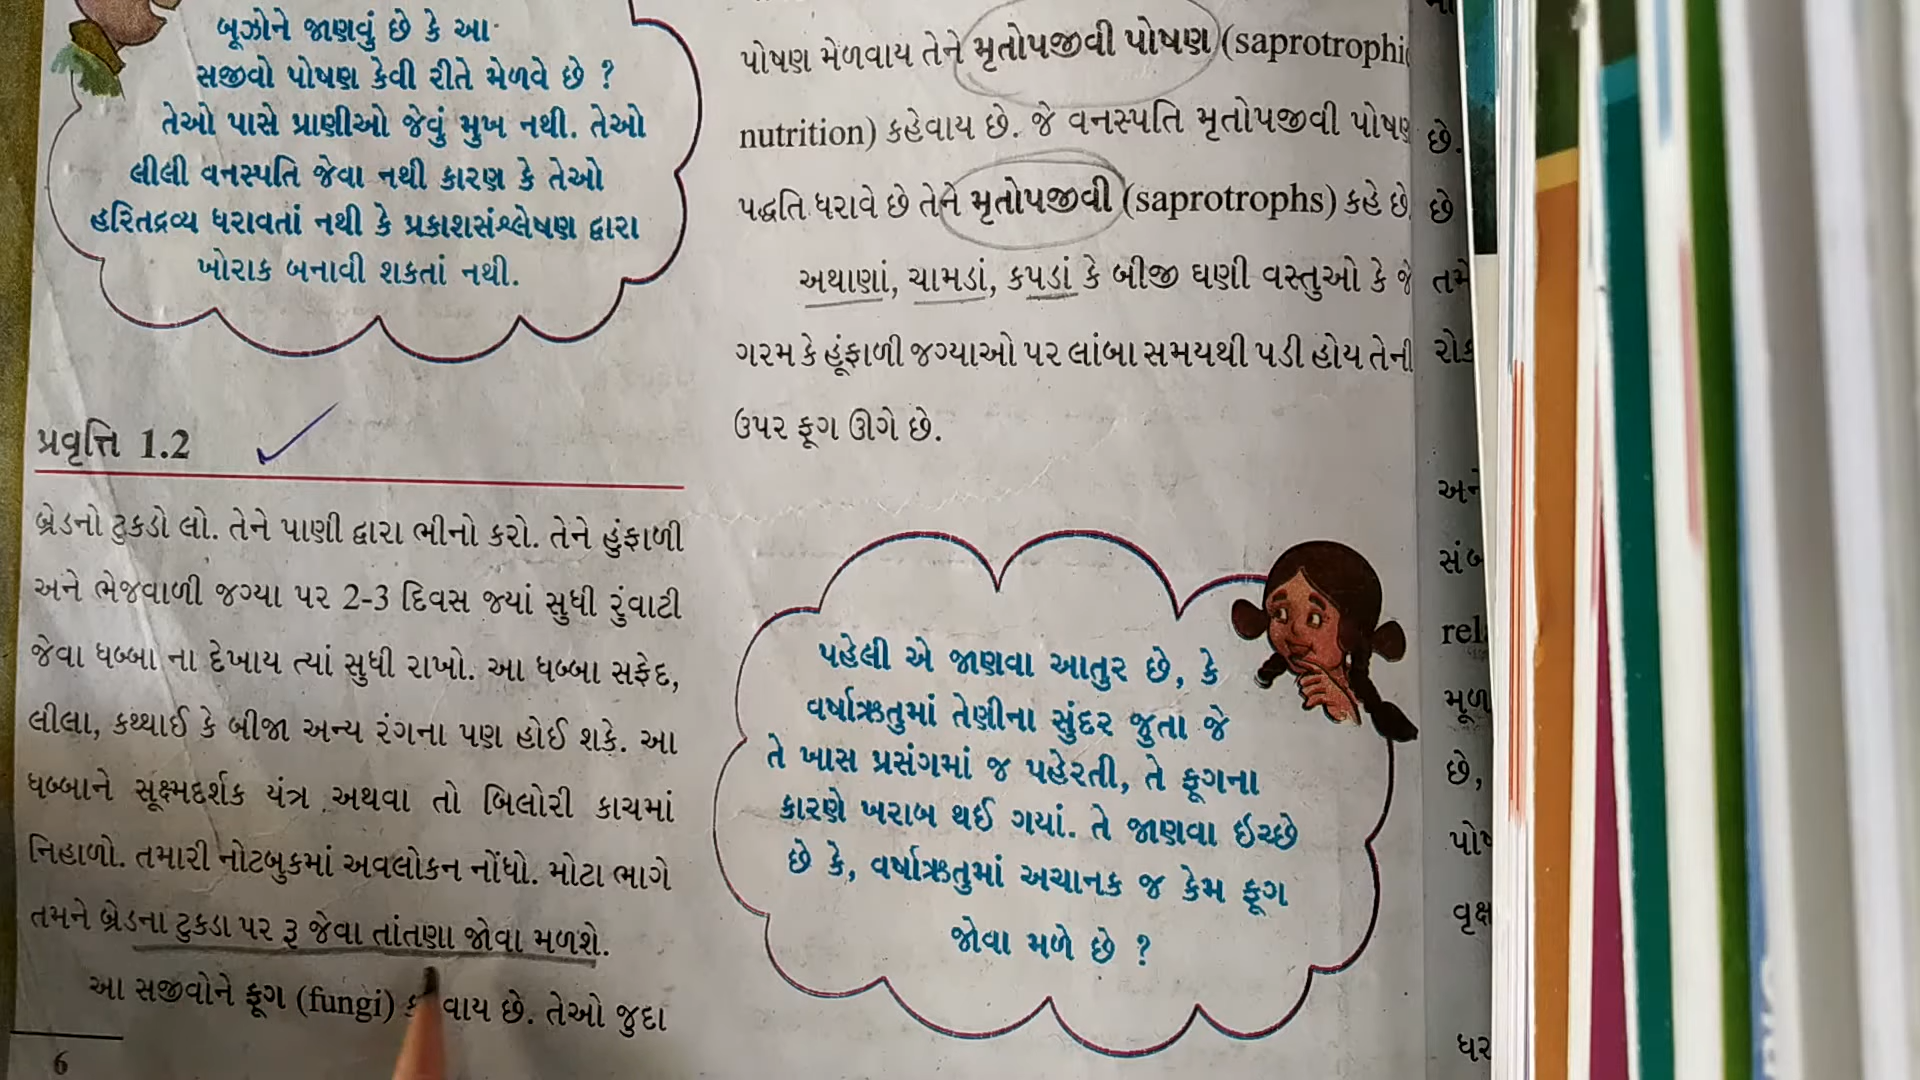 બૂઝોને જાણવું છે કે આ
સજીવો પોષણ કેવી રીતે મેળવે છે ?
તેઓ પાસે પ્રાણીઓ જેવું મુખ નથી. તેઓ
લીલી વનસ્પતિ જેવા નથી કારણ કે તેઓ
હરિતદ્રવ્ય ધરાવતાં નથી કે પ્રકાશસંશ્લેષણ દ્વારા
ખોરાક બનાવી શકતાં નથી.
પ્રવૃત્તિ 1.2
બ્રેડનો ટુકડો લો. તેને પાણી દ્વારા ભીનો કરો. તેને હુંફાળી
અને ભેજવાળી જગ્યા પર 2-3 દિવસ જ્યાં સુધી રુંવાટી
જેવા ધબ્બા ના દેખાય ત્યાં સુધી રાખો. આ ધબ્બા સફેદ,
લીલા, કથ્થાઈ કે બીજા અન્ય રંગના પણ હોઈ શકે. આ
ધબ્બાને સૂક્ષ્મદર્શક યંત્ર અથવા તો બિલોરી કાચમાં
નિહાળો. તમારી નોટબુકમાં અવલોકન નોંધો. મોટા ભાગે
તમને બ્રેડના ટુકડા પર રૂ જેવા તાંતણા જોવા મળશે.
આ સજીવોને ફૂગ (fungi) છે. તેઓ જુદા
6
પોષણ મેળવાય તેને મૃતોપજીવી પોષણ (saprotrophic
nutrition) કહેવાય છે. જે વનસ્પતિ મૃતોપજીવી પોષણ
પદ્ધતિ ધરાવે છે તેને મૃતોપજીવી (saprotrophs) કહે છે.
અથાણાં, ચામડાં, કપડાં કે બીજી ઘણી વસ્તુઓ કે જે
ગરમ કે હૂંફાળી જગ્યાઓ પર લાંબા સમયથી પડી હોય તેની
ઉપર ફૂગ ઊગે છે.
પહેલી એ જાણવા આતુર છે, કે
વર્ષાઋતુમાં તેણીના સુંદર જુતા જે
તે ખાસ પ્રસંગમાં જ પહેરતી, તે ફૂગના
કારણે ખરાબ થઈ ગયાં. તે જાણવા ઇચ્છે
છે કે, વર્ષાઋતુમાં અચાનક જ કેમ ફૂગ
જોવા મળે છે ?
છે.
છે
છે,